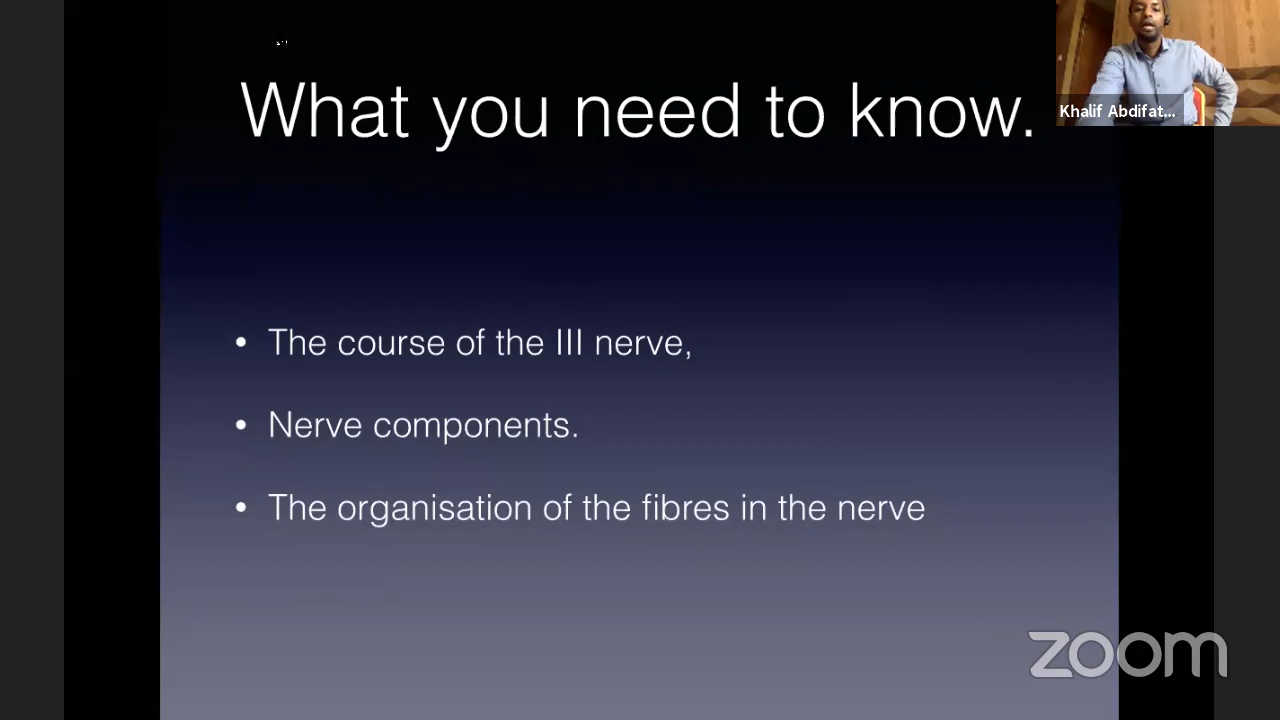 What you need to know.
Khalif Abdifat...
• The course of the III nerve,
• Nerve components.
• The organisation of the fibres in the nerve
zoom